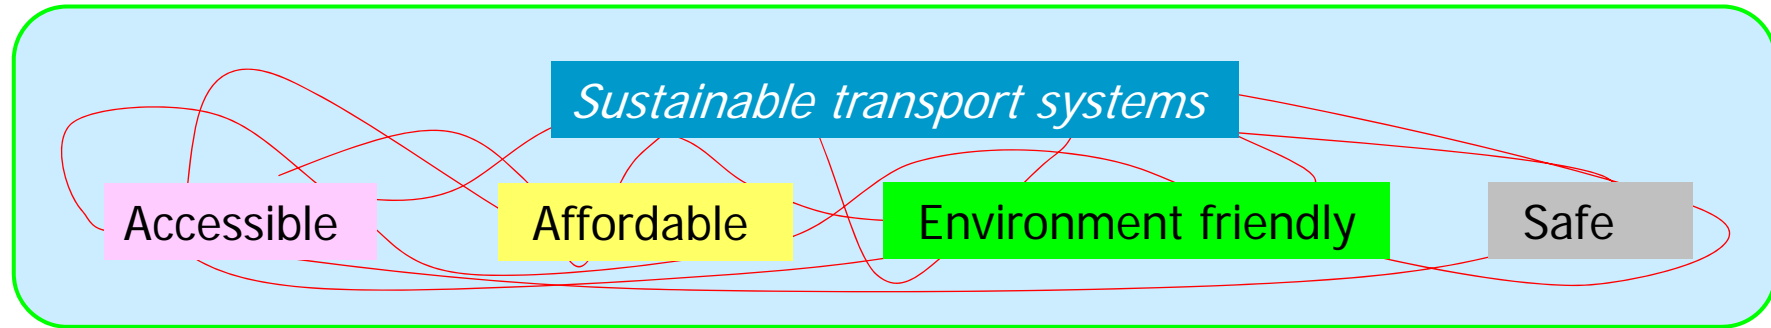 Sustainable transport systems
Accessible
Affordable
Environment friendly
Safe